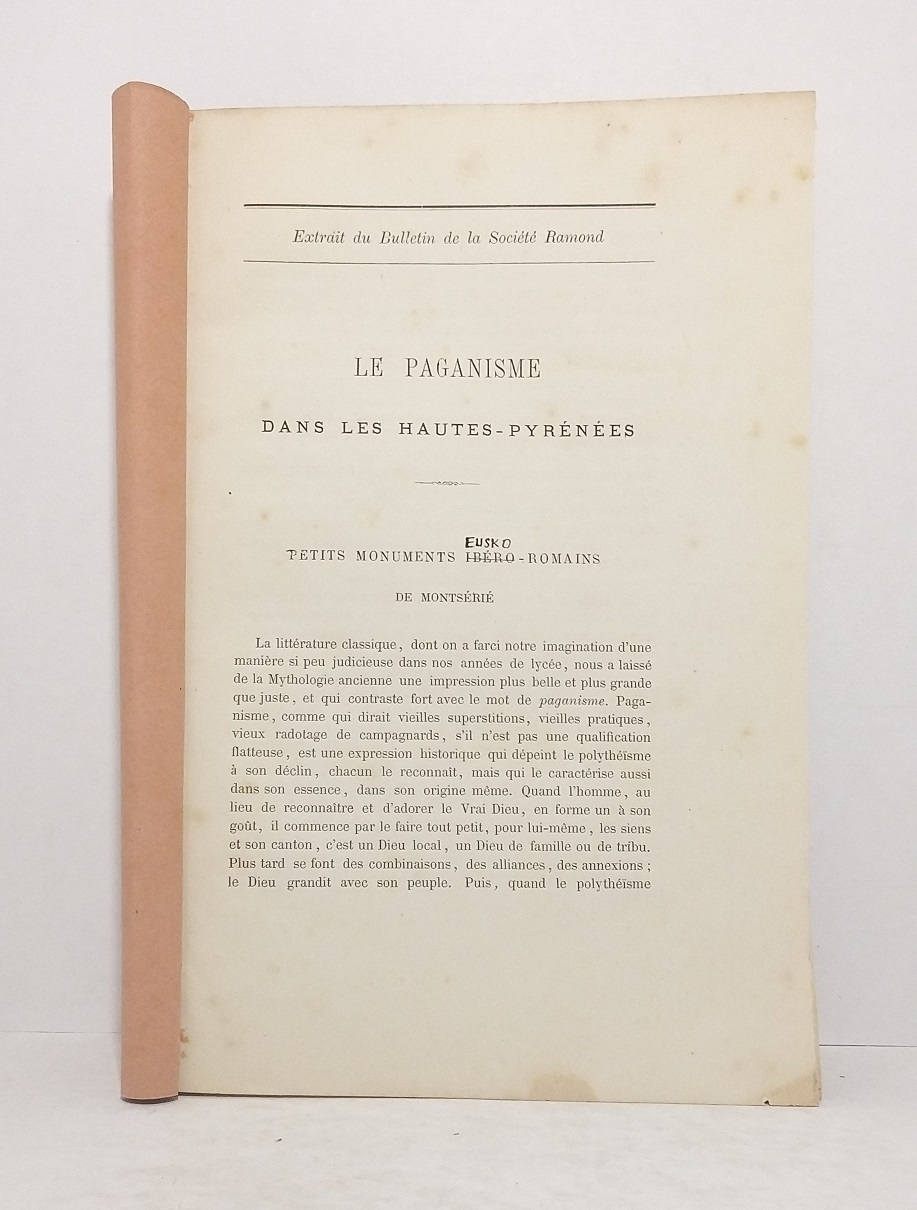 Extrait du Bulletin de la Société Ramond
LE PAGANISME
DANS LES HAUTES-PYRÉNÉES
EUSKO
PETITS MONUMENTS IBÉRO-ROMAINS
DE MONTSÉRIÉ
La littérature classique, dont on a farci notre imagination d'une
manière si peu judicieuse dans nos années de lycée, nous a laissé
de la Mythologie ancienne une impression plus belle et plus grande
que juste, et qui contraste fort avec le mot de paganisme. Paga-
nisme, comme qui dirait vieilles superstitions, vieilles pratiques,
vieux radotage de campagnards, s'il n'est pas une qualification
flatteuse, est une expression historique qui dépeint le polythéïsme
à son déclin, chacun le reconnaît, mais qui le caractérise aussi
dans son essence, dans son origine même. Quand l'homme, au
lieu de reconnaître et d'adorer le Vrai Dieu, en forme un à son
goût, il commence par le faire tout petit, pour lui-même, les siens
et son canton, c'est un Dieu local, un Dieu de famille ou de tribu.
Plus tard se font des combinaisons, des alliances, des annexions;
le Dieu grandit avec son peuple. Puis, quand le polythéïsme